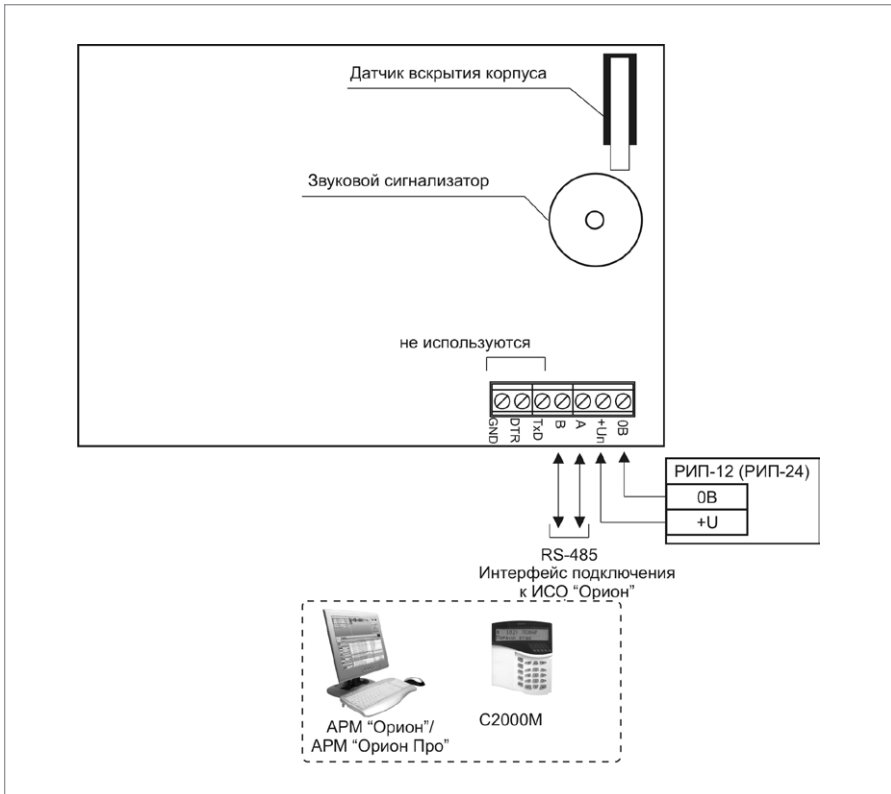 Датчик вскрытия корпуса
Звуковой сигнализатор
не используются
GND
DTR
TxD
B
A
+Uп
0В
РИП-12 (РИП-24)
0В
+U
RS-485
Интерфейс подключения
к ИСО “Орион”
АРМ “Орион”/
АРМ “Орион Про”
С2000М